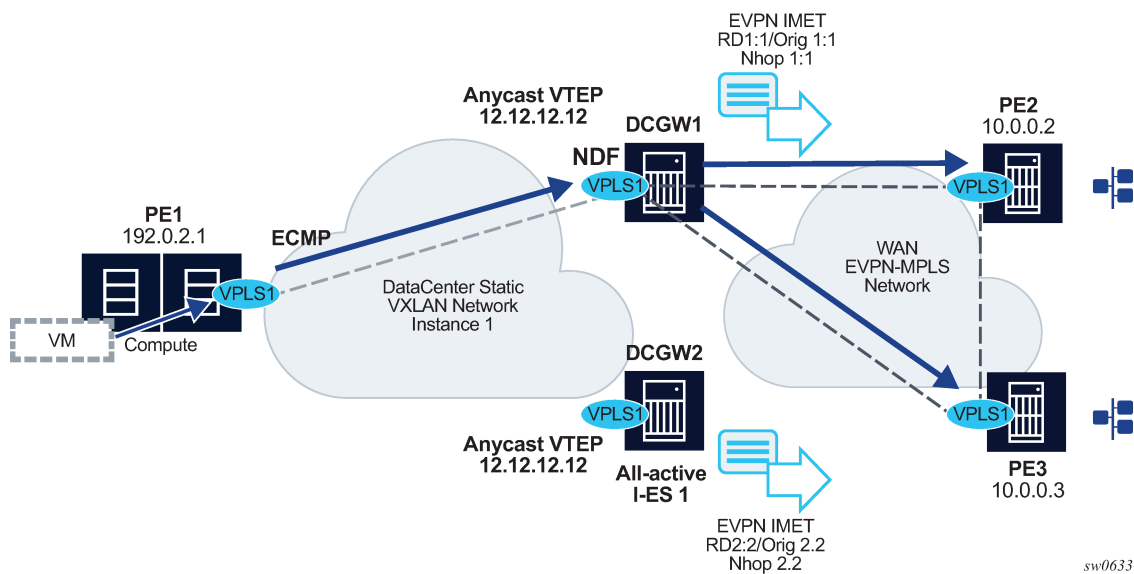 EVPN IMET
RD1:1/Orig 1:1
Nhop 1:1
Anycast VTEP
12.12.12.12
DCGW1
PE2
10.0.0.2
NDF
VPLS1
VPLS1
PE1
192.0.2.1
ECMP
WAN
EVPN-MPLS
Network
DataCenter Static
VXLAN Network
Instance 1
VPLS1
VM
Compute
DCGW2
VPLS1
VPLS1
Anycast VTEP
12.12.12.12
All-active
I-ES 1
PE3
10.0.0.3
EVPN IMET
RD2:2/Orig 2.2
Nhop 2.2
sw0633